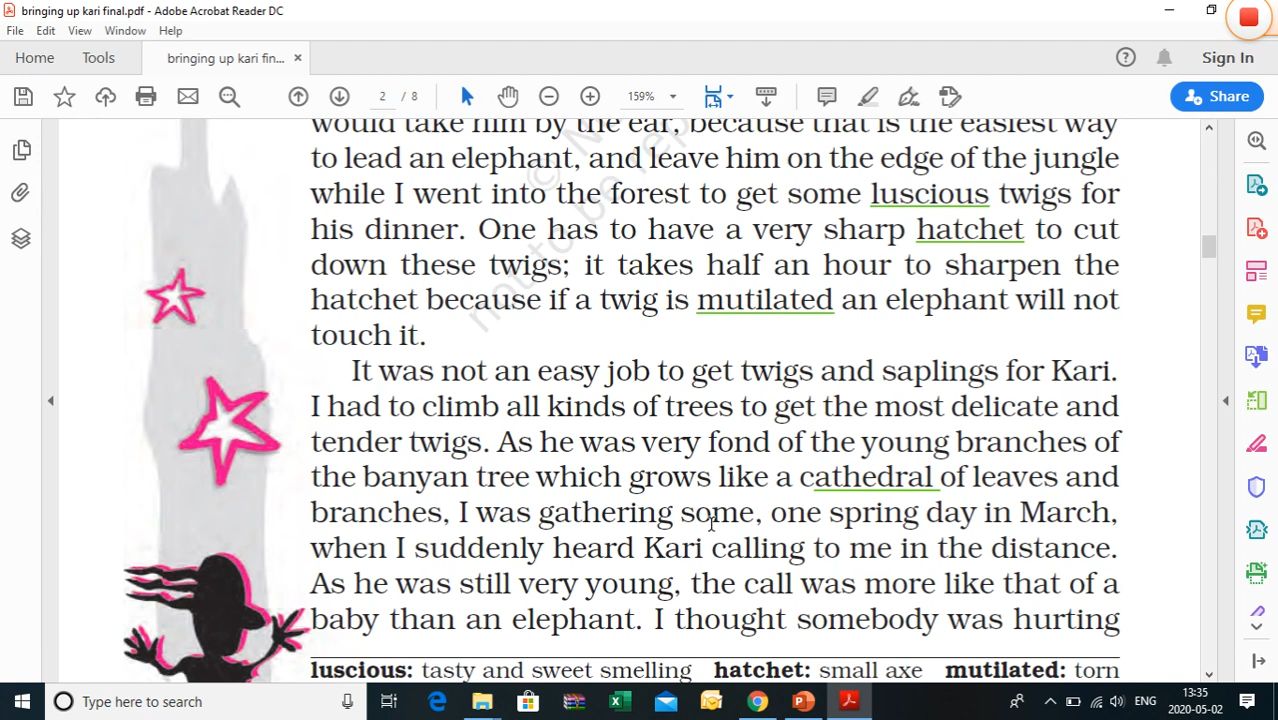 bringing up kari final.pdf - Adobe Acrobat Reader DC
File Edit View Window Help
Home Tools bringing up kari fin... × Sign In
2 / 8 159% Share
would take him by the ear, because that is the easiest way
to lead an elephant, and leave him on the edge of the jungle
while I went into the forest to get some luscious twigs for
his dinner. One has to have a very sharp hatchet to cut
down these twigs; it takes half an hour to sharpen the
hatchet because if a twig is mutilated an elephant will not
touch it.
It was not an easy job to get twigs and saplings for Kari.
I had to climb all kinds of trees to get the most delicate and
tender twigs. As he was very fond of the young branches of
the banyan tree which grows like a cathedral of leaves and
branches, I was gathering some, one spring day in March,
when I suddenly heard Kari calling to me in the distance.
As he was still very young, the call was more like that of a
baby than an elephant. I thought somebody was hurting
luscious: tasty and sweet smelling hatchet: small axe mutilated: torn
© N
not to be rep
Type here to search
ENG
13:35
2020-05-02